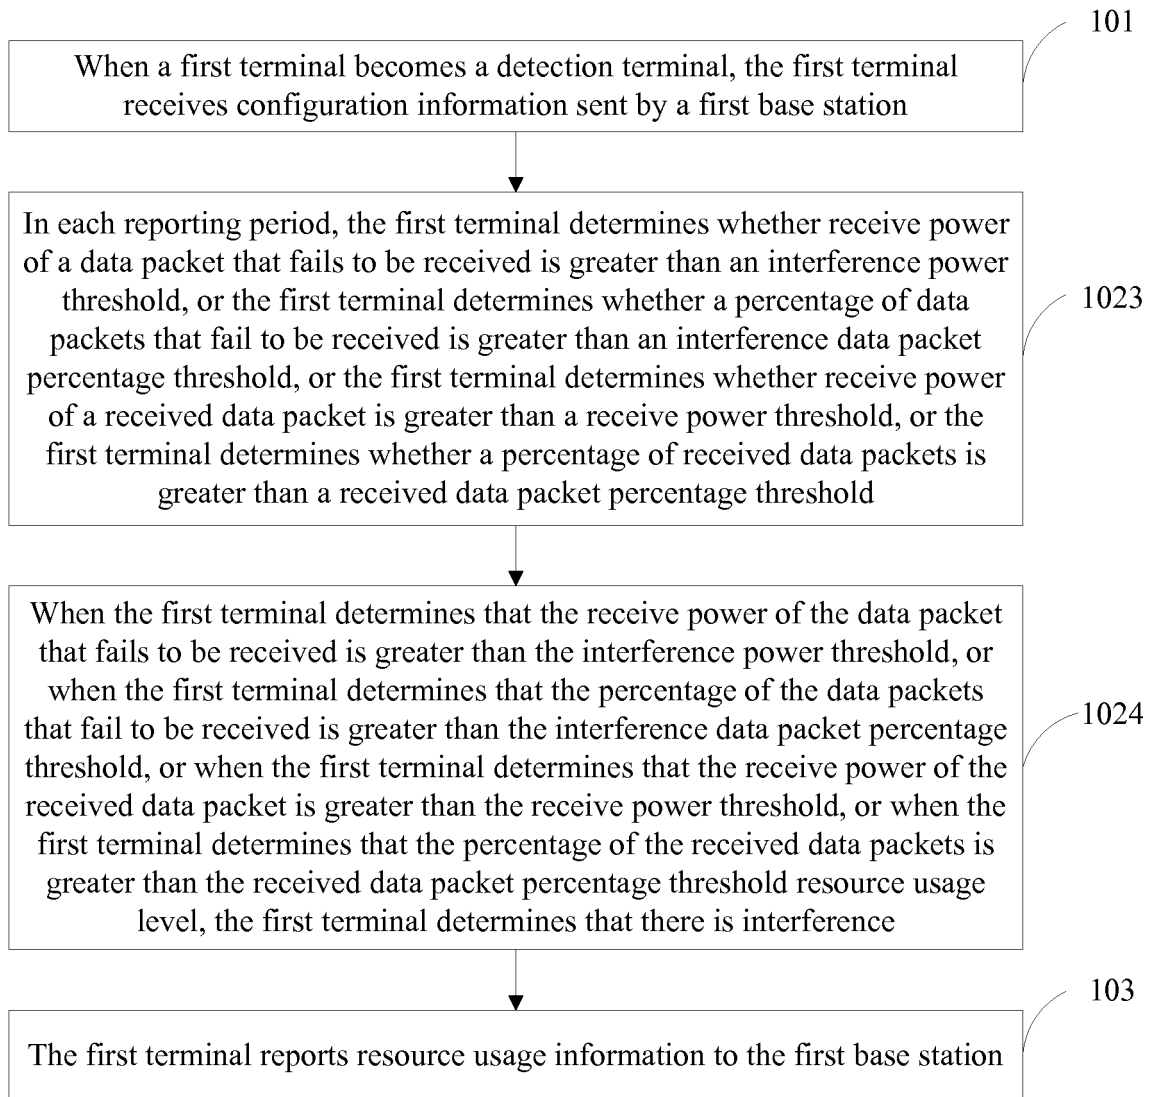 101
When a first terminal becomes a detection terminal, the first terminal
receives configuration information sent by a first base station
In each reporting period, the first terminal determines whether receive power
of a data packet that fails to be received is greater than an interference power
threshold, or the first terminal determines whether a percentage of data
packets that fail to be received is greater than an interference data packet
percentage threshold, or the first terminal determines whether receive power
of a received data packet is greater than a receive power threshold, or the
first terminal determines whether a percentage of received data packets is
greater than a received data packet percentage threshold
1023
When the first terminal determines that the receive power of the data packet
that fails to be received is greater than the interference power threshold, or
when the first terminal determines that the percentage of the data packets
that fail to be received is greater than the interference data packet percentage
threshold, or when the first terminal determines that the receive power of the
received data packet is greater than the receive power threshold, or when the
first terminal determines that the percentage of the received data packets is
greater than the received data packet percentage threshold resource usage
level, the first terminal determines that there is interference
1024
103
The first terminal reports resource usage information to the first base station